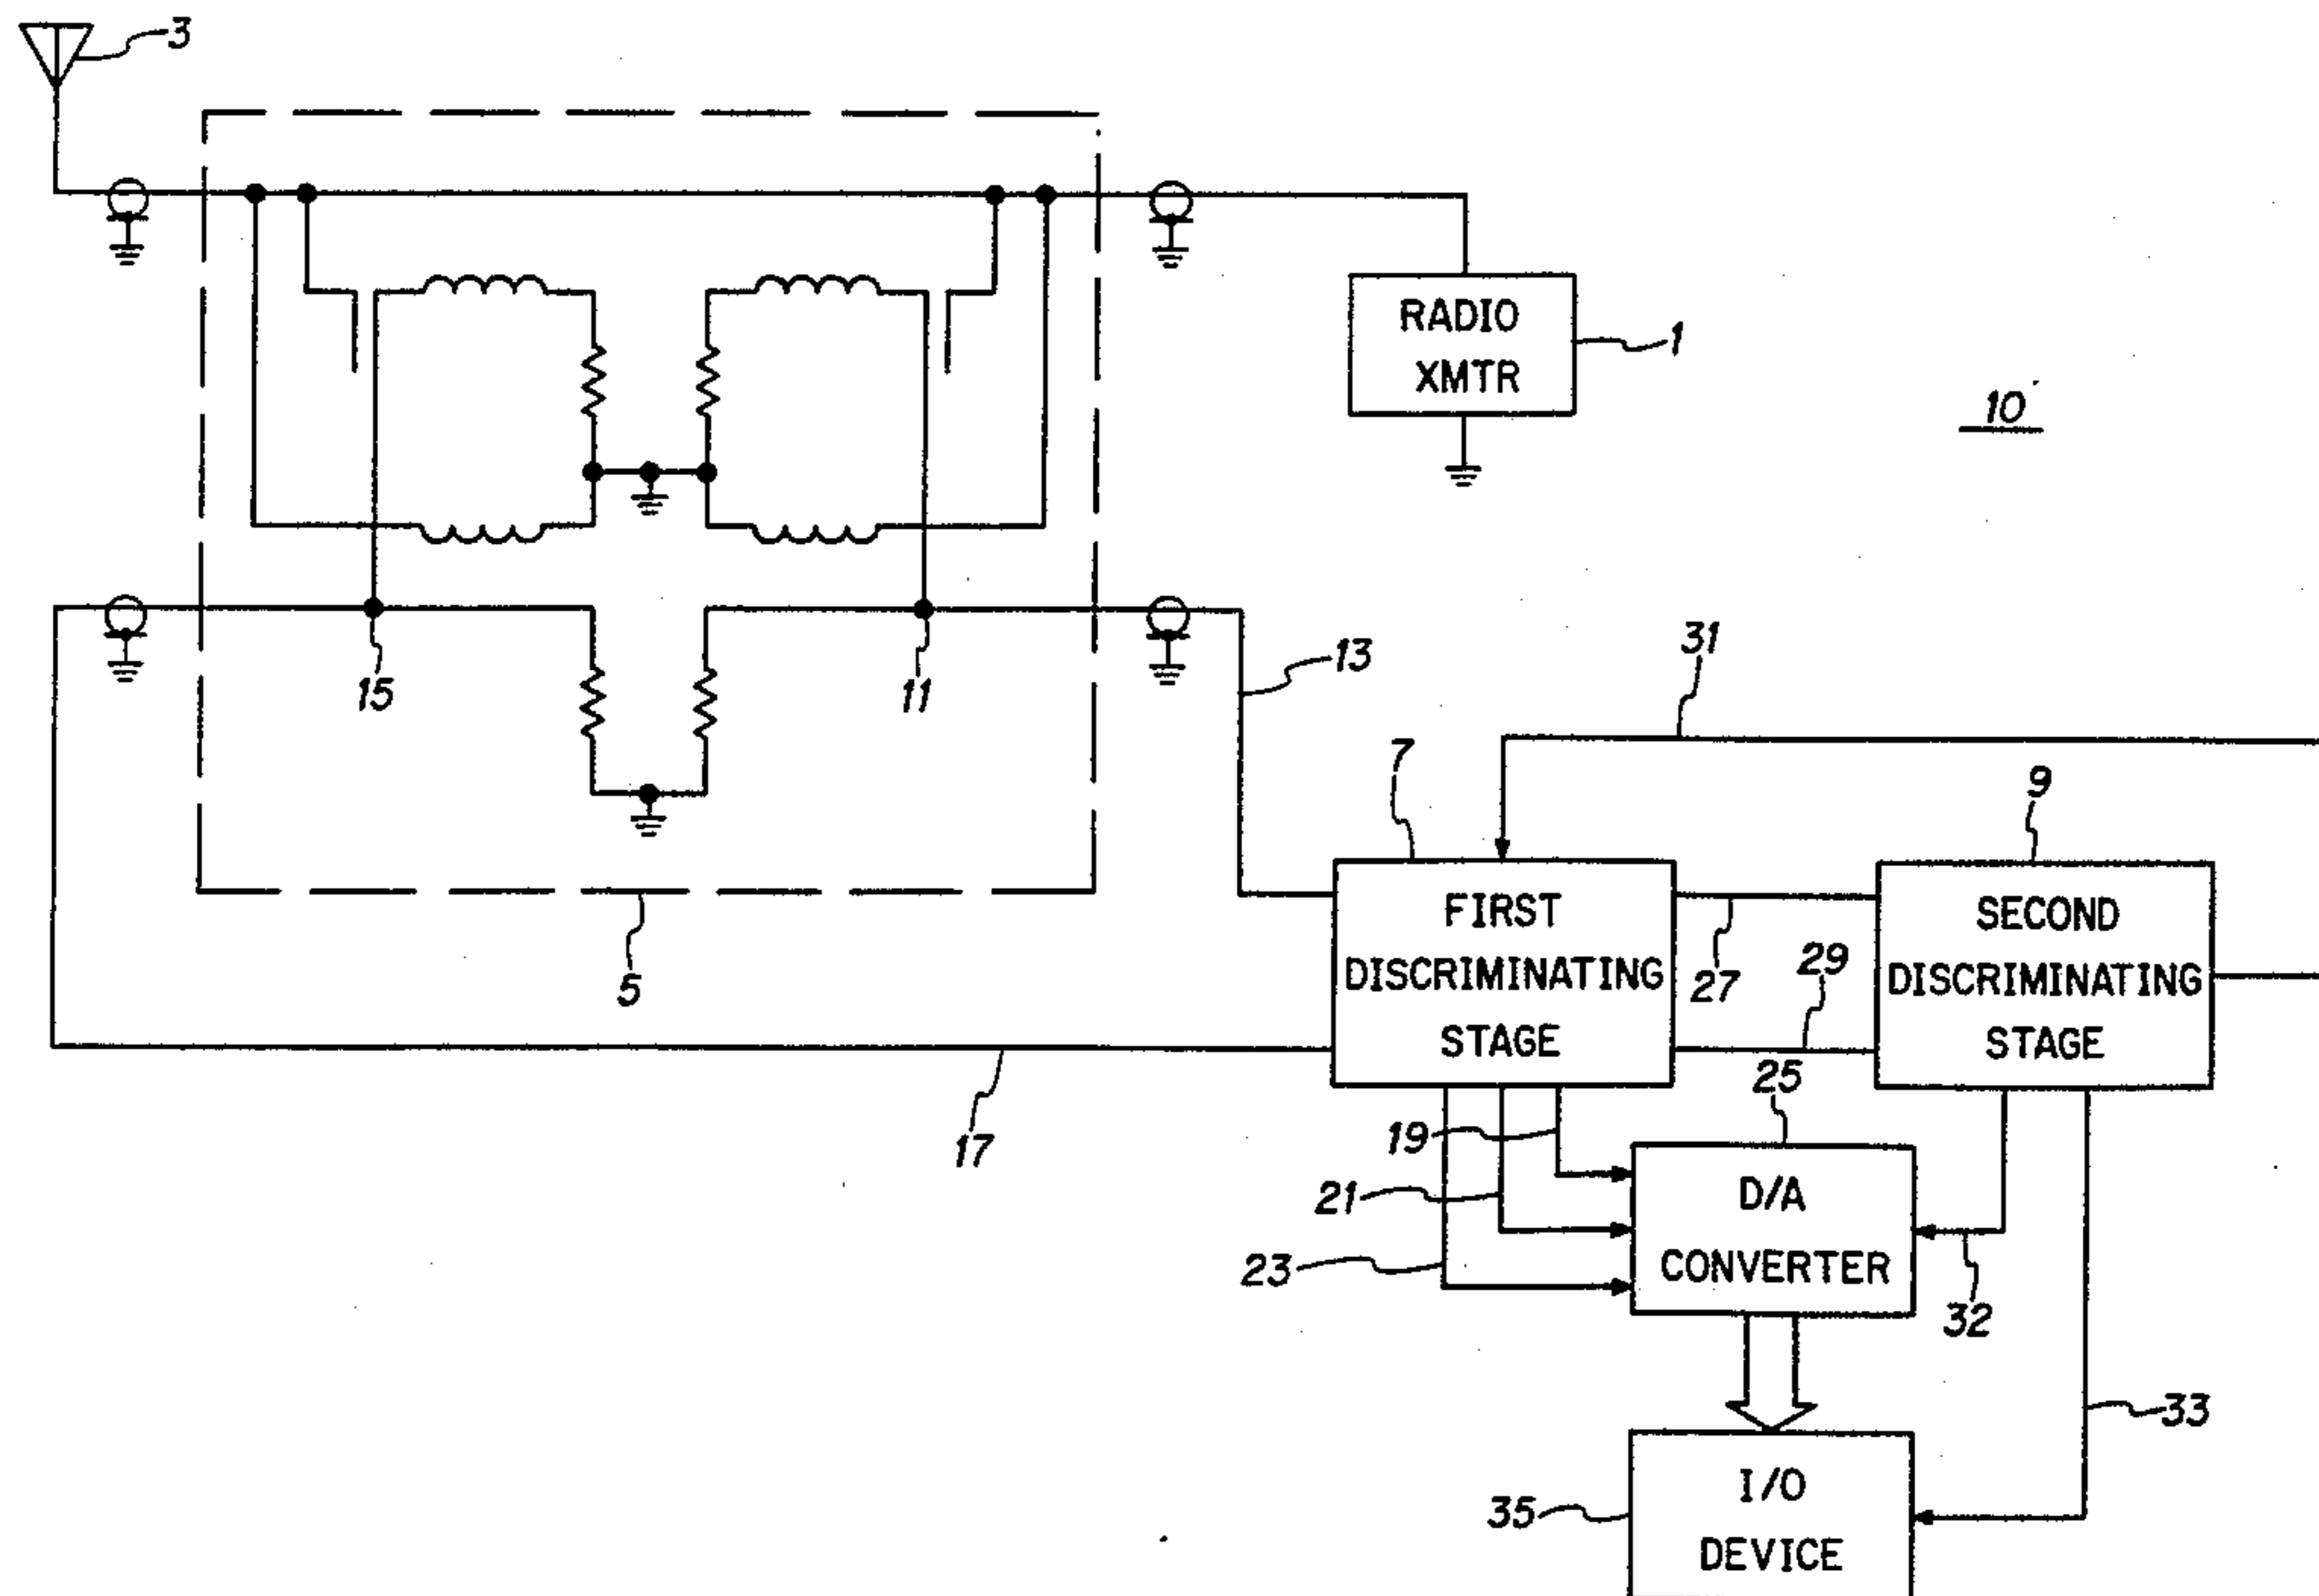 3
RADIO
XMTR
1
10
15
11
13
31
7
9
5
FIRST
DISCRIMINATING
STAGE
27
29
SECOND
DISCRIMINATING
STAGE
17
19
21
23
25
D/A
CONVERTER
32
33
35
I/O
DEVICE